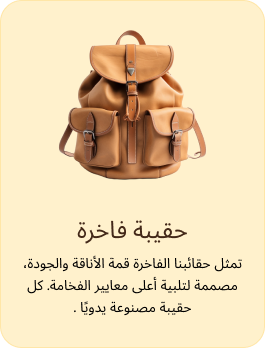 حقيبة فاخرة
تمثل حقائبنا الفاخرة قمة الأناقة والجودة،
مصممة لتلبية أعلى معايير الفخامة. كل
حقيبة مصنوعة يدويًا .